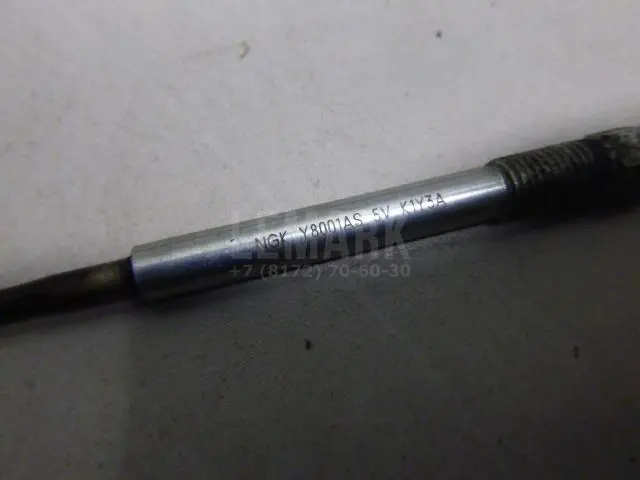 NGK Y8001AS 5V K1Y3A
LEMARK
+7 (8172) 70-60-30